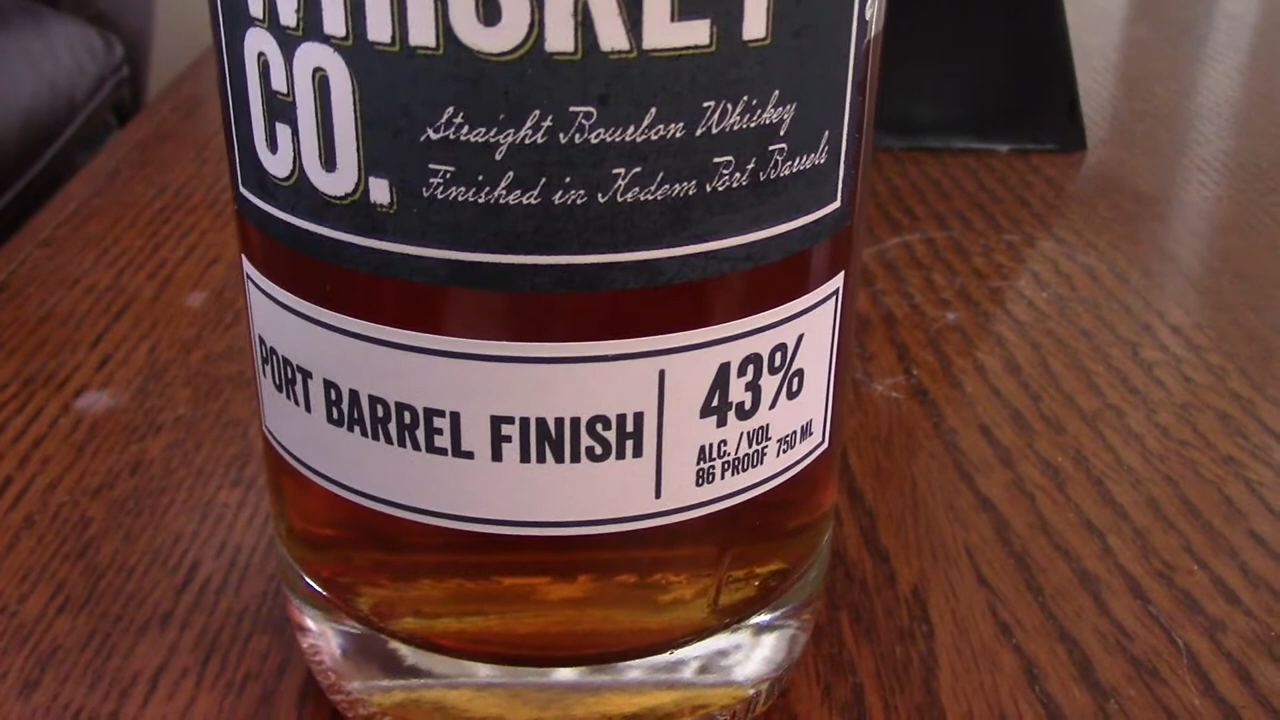 WHISKEY
CO.
Straight Bourbon Whiskey
Finished in Kedem Port Barrels
PORT BARREL FINISH
43%
ALC. / VOL
86 PROOF 750 ML